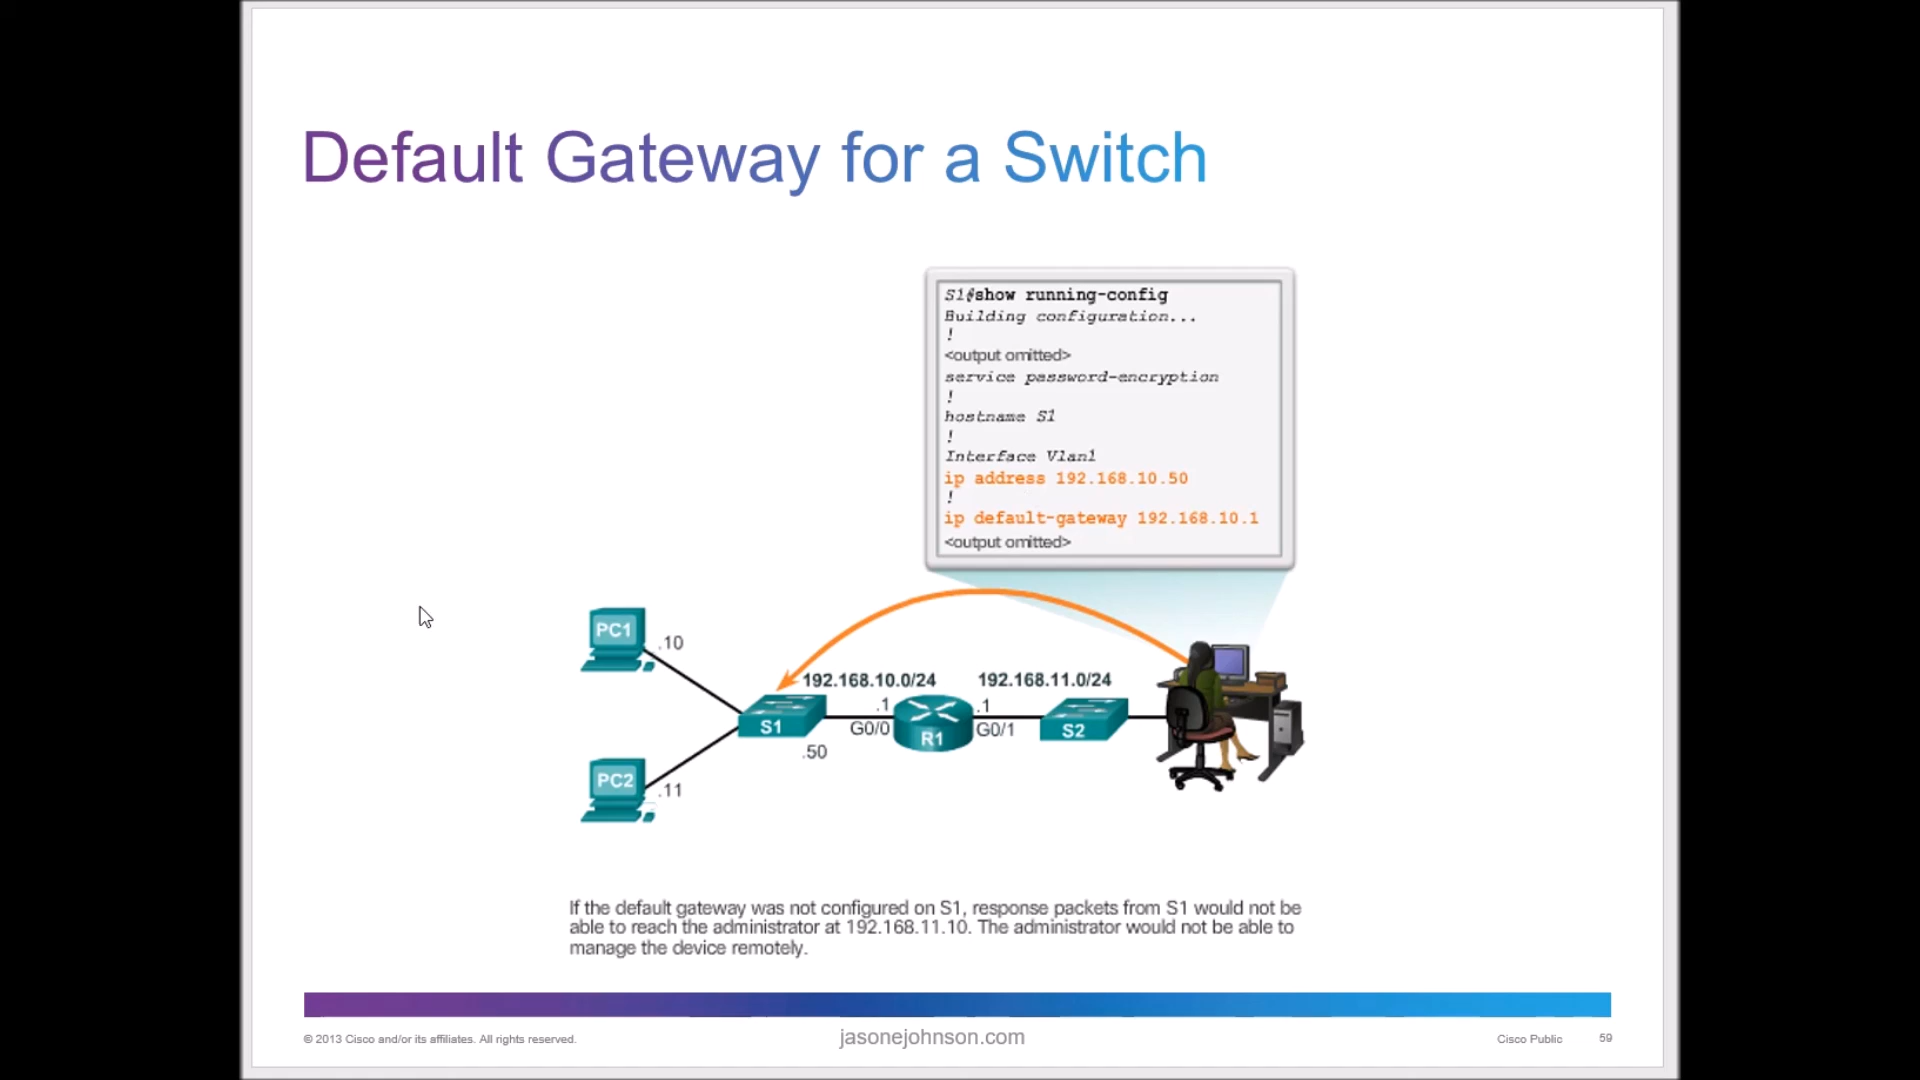 Default Gateway for a Switch
S1#show running-config
Building configuration...
!
<output omitted>
service password-encryption
!
hostname S1
!
Interface Vlan1
ip address 192.168.10.50
!
ip default-gateway 192.168.10.1
<output omitted>
PC1
.10
192.168.10.0/24
192.168.11.0/24
.1
.1
S1
G0/0
R1
G0/1
S2
.50
PC2
.11
If the default gateway was not configured on S1, response packets from S1 would not be
able to reach the administrator at 192.168.11.10. The administrator would not be able to
manage the device remotely.
© 2013 Cisco and/or its affiliates. All rights reserved.
jasonejohnson.com
Cisco Public
59